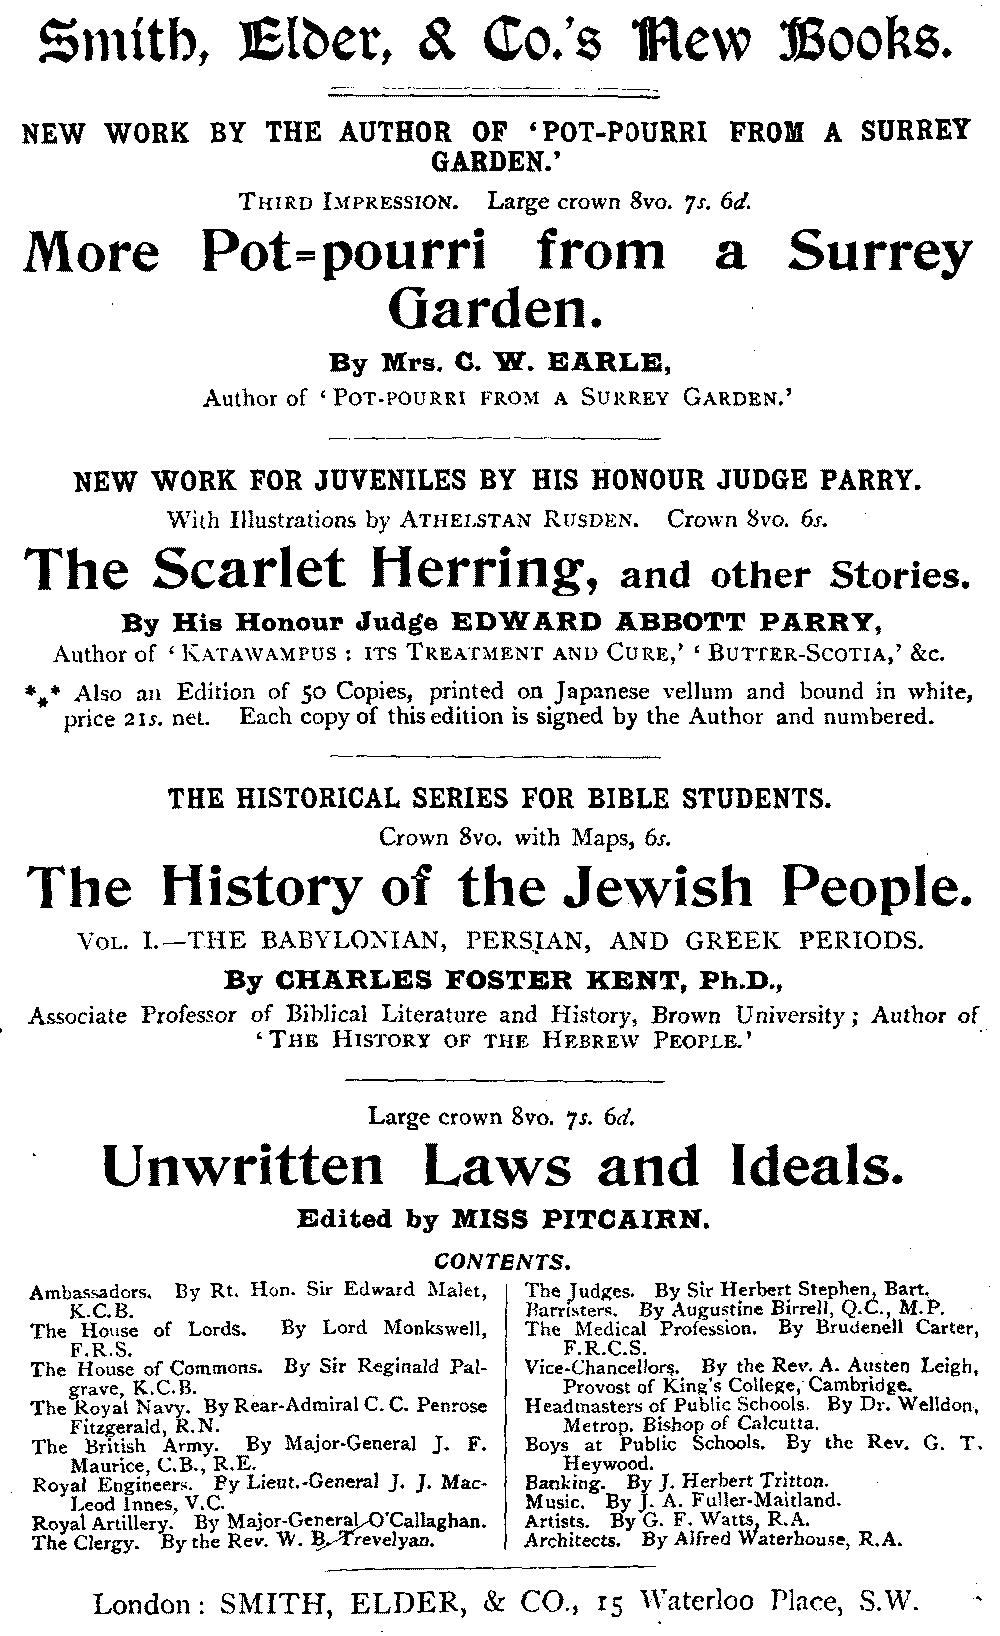 Smith, Elder, & Co.'s New Books.
NEW WORK BY THE AUTHOR OF ‘POT-POURRI FROM A SURREY
GARDEN.’
THIRD IMPRESSION. Large crown 8vo. 7s. 6d.
More Pot=pourri from a Surrey
Garden.
By Mrs. C. W. EARLE,
Author of ‘POT-POURRI FROM A SURREY GARDEN.’
NEW WORK FOR JUVENILES BY HIS HONOUR JUDGE PARRY.
With Illustrations by ATHELSTAN RUSDEN. Crown 8vo. 6s.
The Scarlet Herring, and other Stories.
By His Honour Judge EDWARD ABBOTT PARRY,
Author of ‘KATAWAMPUS : ITS TREATMENT AND CURE,’ ‘BUTTER-SCOTIA,’ &c.
*** Also an Edition of 50 Copies, printed on Japanese vellum and bound in white,
price 21s. net. Each copy of this edition is signed by the Author and numbered.
THE HISTORICAL SERIES FOR BIBLE STUDENTS.
Crown 8vo. with Maps, 6s.
The History of the Jewish People.
VOL. I.—THE BABYLONIAN, PERSIAN, AND GREEK PERIODS.
By CHARLES FOSTER KENT, Ph.D.,
Associate Professor of Biblical Literature and History, Brown University; Author of
‘THE HISTORY OF THE HEBREW PEOPLE.’
Large crown 8vo. 7s. 6d.
Unwritten Laws and Ideals.
Edited by MISS PITCAIRN.
CONTENTS.
Ambassadors. By Rt. Hon. Sir Edward Malet,
K.C.B.
The House of Lords. By Lord Monkswell,
F.R.S.
The House of Commons. By Sir Reginald Pal-
grave, K.C.B.
The Royal Navy. By Rear-Admiral C. C. Penrose
Fitzgerald, R.N.
The British Army. By Major-General J. F.
Maurice, C.B., R.E.
Royal Engineers. By Lieut.-General J. J. Mac-
Leod Innes, V.C.
Royal Artillery. By Major-General O'Callaghan.
The Clergy. By the Rev. W. B. Trevelyan.
The Judges. By Sir Herbert Stephen, Bart.
Barristers. By Augustine Birrell, Q.C., M.P.
The Medical Profession. By Brudenell Carter,
F.R.C.S.
Vice-Chancellors. By the Rev. A. Austen Leigh,
Provost of King's College, Cambridge.
Headmasters of Public Schools. By Dr. Welldon,
Metrop. Bishop of Calcutta.
Boys at Public Schools. By the Rev. G. T.
Heywood.
Banking. By J. Herbert Tritton.
Music. By J. A. Fuller-Maitland.
Artists. By G. F. Watts, R.A.
Architects. By Alfred Waterhouse, R.A.
London: SMITH, ELDER, & CO., 15 Waterloo Place, S.W.